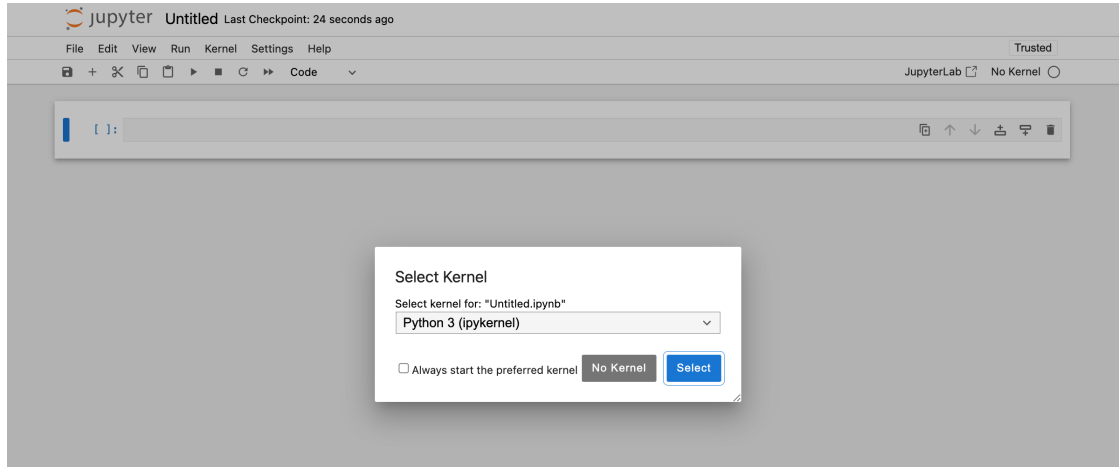 jupyter Untitled Last Checkpoint: 24 seconds ago
File Edit View Run Kernel Settings Help Trusted
Code JupyterLab No Kernel
[ ]:
Select Kernel
Select kernel for: "Untitled.ipynb"
Python 3 (ipykernel)
Always start the preferred kernel No Kernel Select